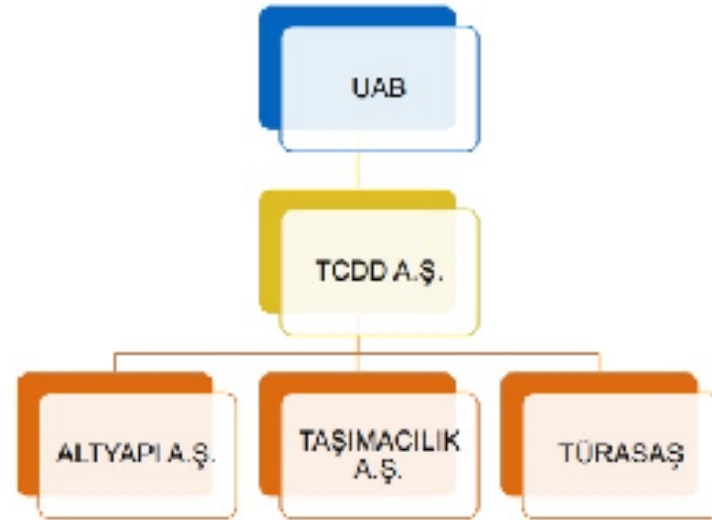 UAB
TCDD A.Ş.
ALTYAPI A.Ş.
TAŞIMACILIK
A.Ş.
TÜRASAŞ